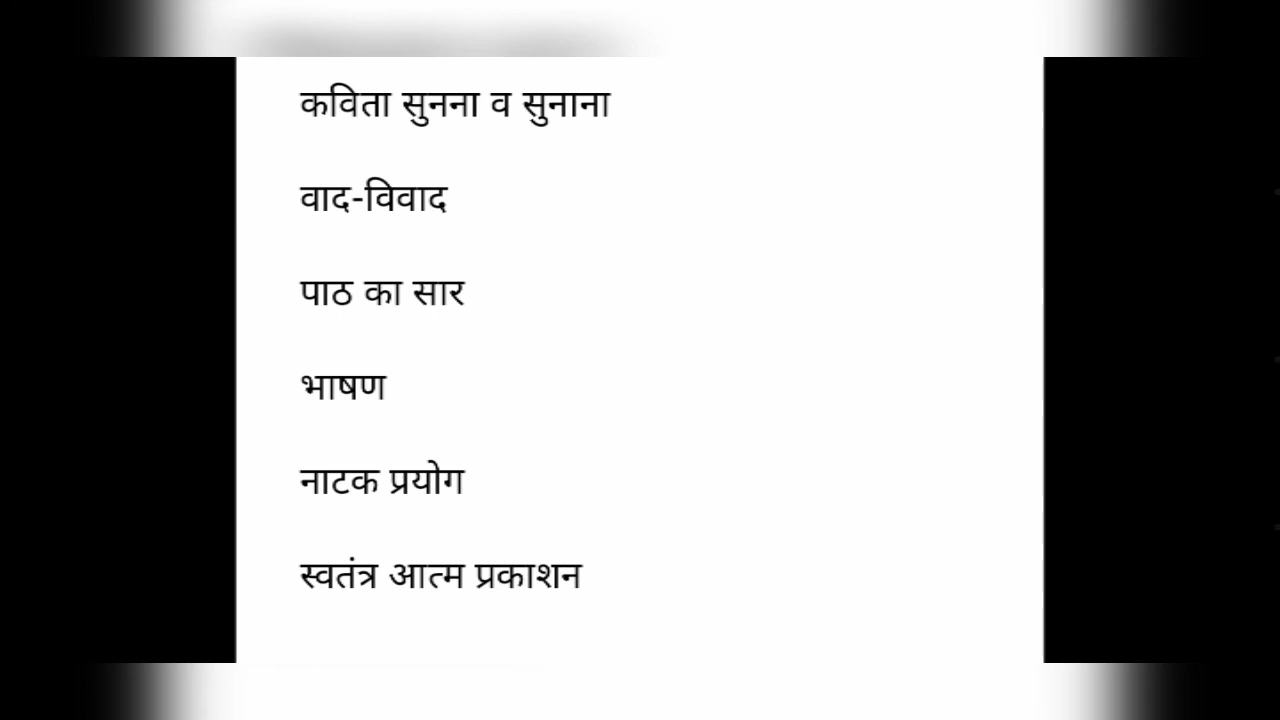 कविता सुनना व सुनाना
वाद-विवाद
पाठ का सार
भाषण
नाटक प्रयोग
स्वतंत्र आत्म प्रकाशन